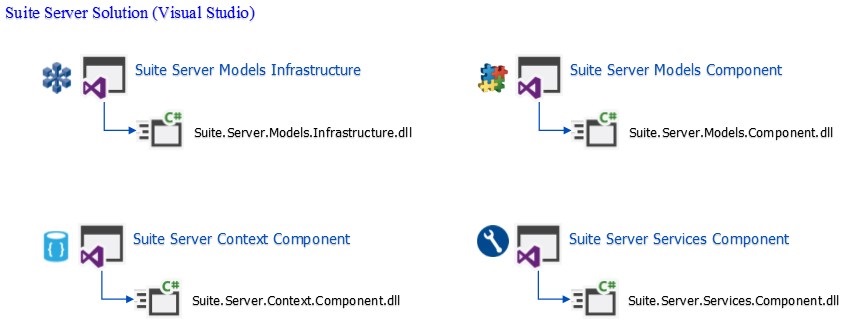 Suite Server Solution (Visual Studio)
Suite Server Models Infrastructure
C#
Suite.Server.Models.Infrastructure.dll
Suite Server Models Component
C#
Suite.Server.Models.Component.dll
{ }
Suite Server Context Component
C#
Suite.Server.Context.Component.dll
Suite Server Services Component
C#
Suite.Server.Services.Component.dll